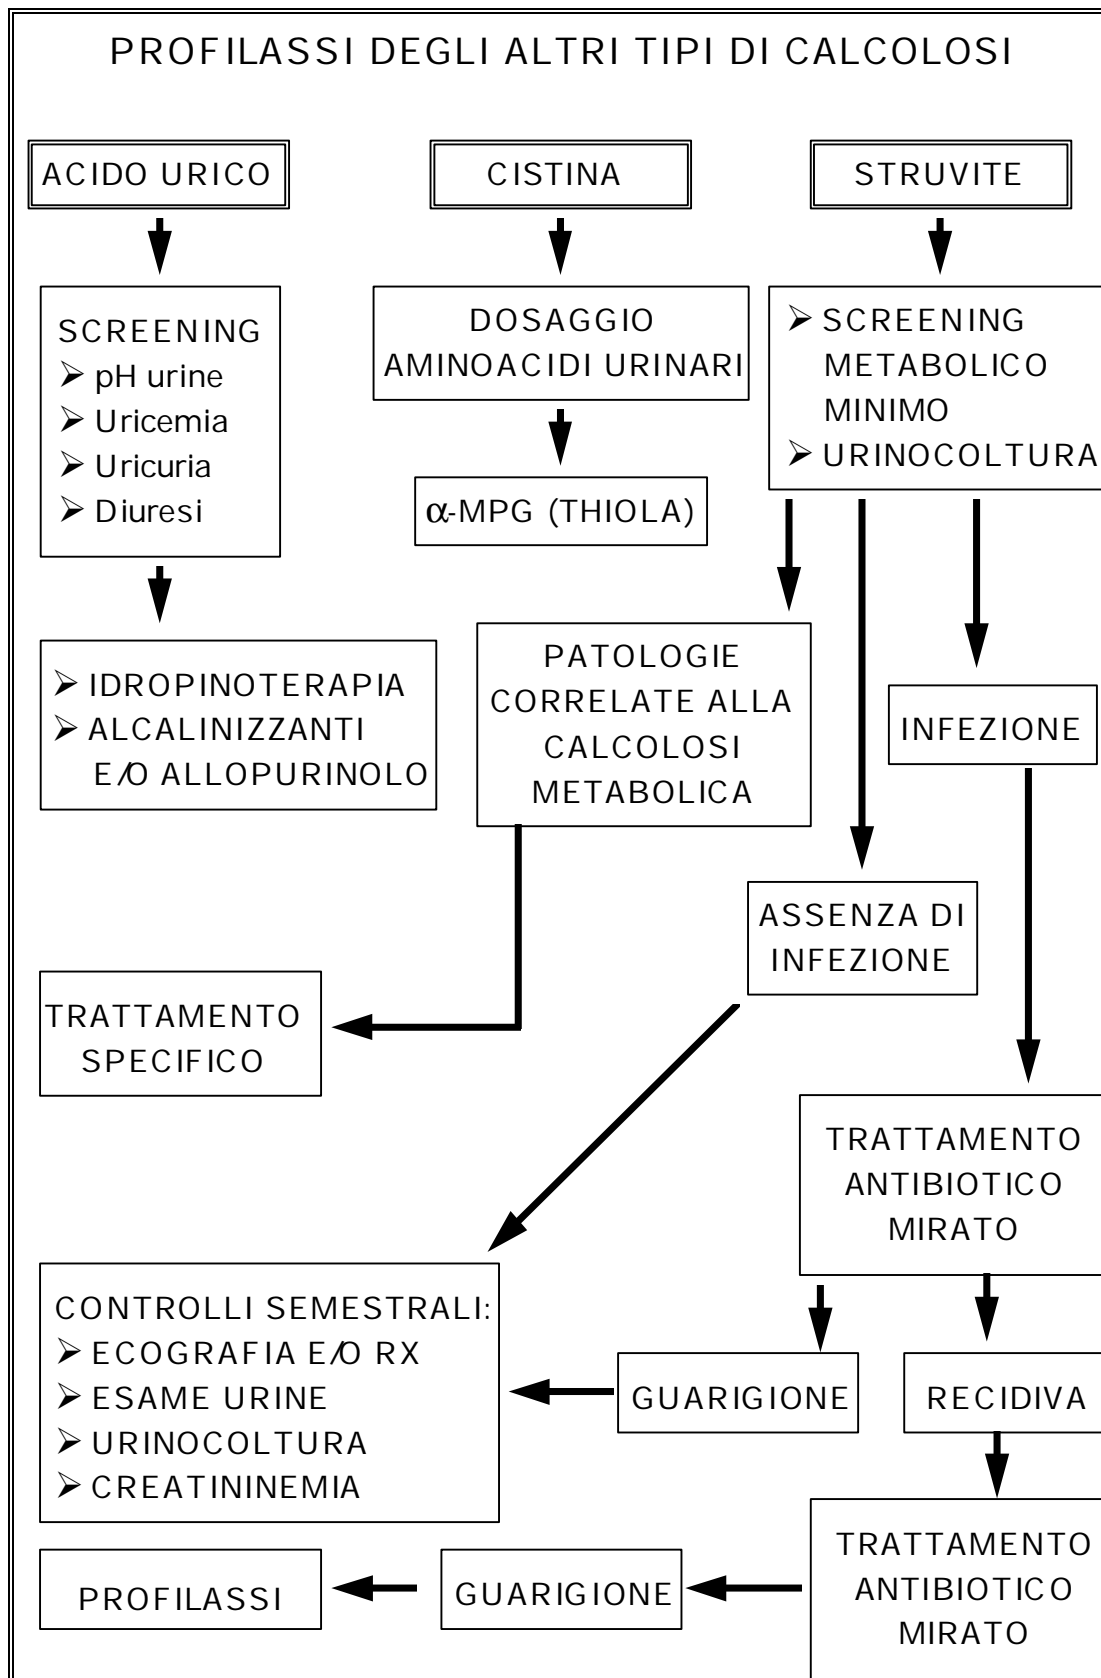 PROFILASSI DEGLI ALTRI TIPI DI CALCOLOSI
ACIDO URICO
CISTINA
STRUVITE
SCREENING
➢ pH urine
➢ Uricemia
➢ Uricuria
➢ Diuresi
DOSAGGIO
AMINOACIDI URINARI
➢ SCREENING
METABOLICO
MINIMO
➢ URINOCOLTURA
α-MPG (THIOLA)
➢ IDROPINOTERAPIA
➢ ALCALINIZZANTI
E/O ALLOPURINOLO
PATOLOGIE
CORRELATE ALLA
CALCOLOSI
METABOLICA
INFEZIONE
ASSENZA DI
INFEZIONE
TRATTAMENTO
SPECIFICO
TRATTAMENTO
ANTIBIOTICO
MIRATO
CONTROLLI SEMESTRALI:
➢ ECOGRAFIA E/O RX
➢ ESAME URINE
➢ URINOCOLTURA
➢ CREATININEMIA
GUARIGIONE
RECIDIVA
TRATTAMENTO
ANTIBIOTICO
MIRATO
GUARIGIONE
PROFILASSI